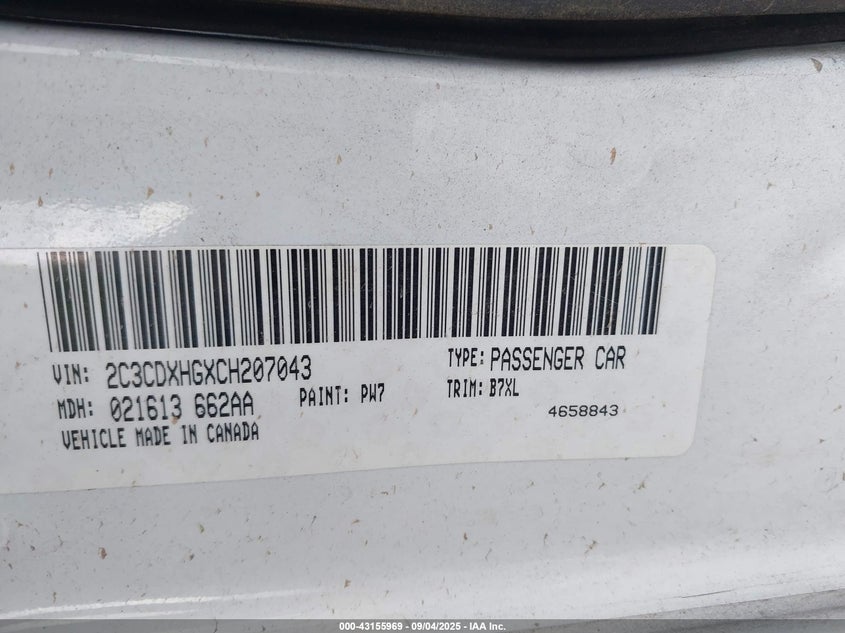 VIN: 2C3CDXHGXCH207043
TYPE: PASSENGER CAR
MDH: 021613 662AA
PAINT: PW7
TRIM: B7XL
VEHICLE MADE IN CANADA
4658843
000-43155969 - 09/04/2025 - IAA Inc.